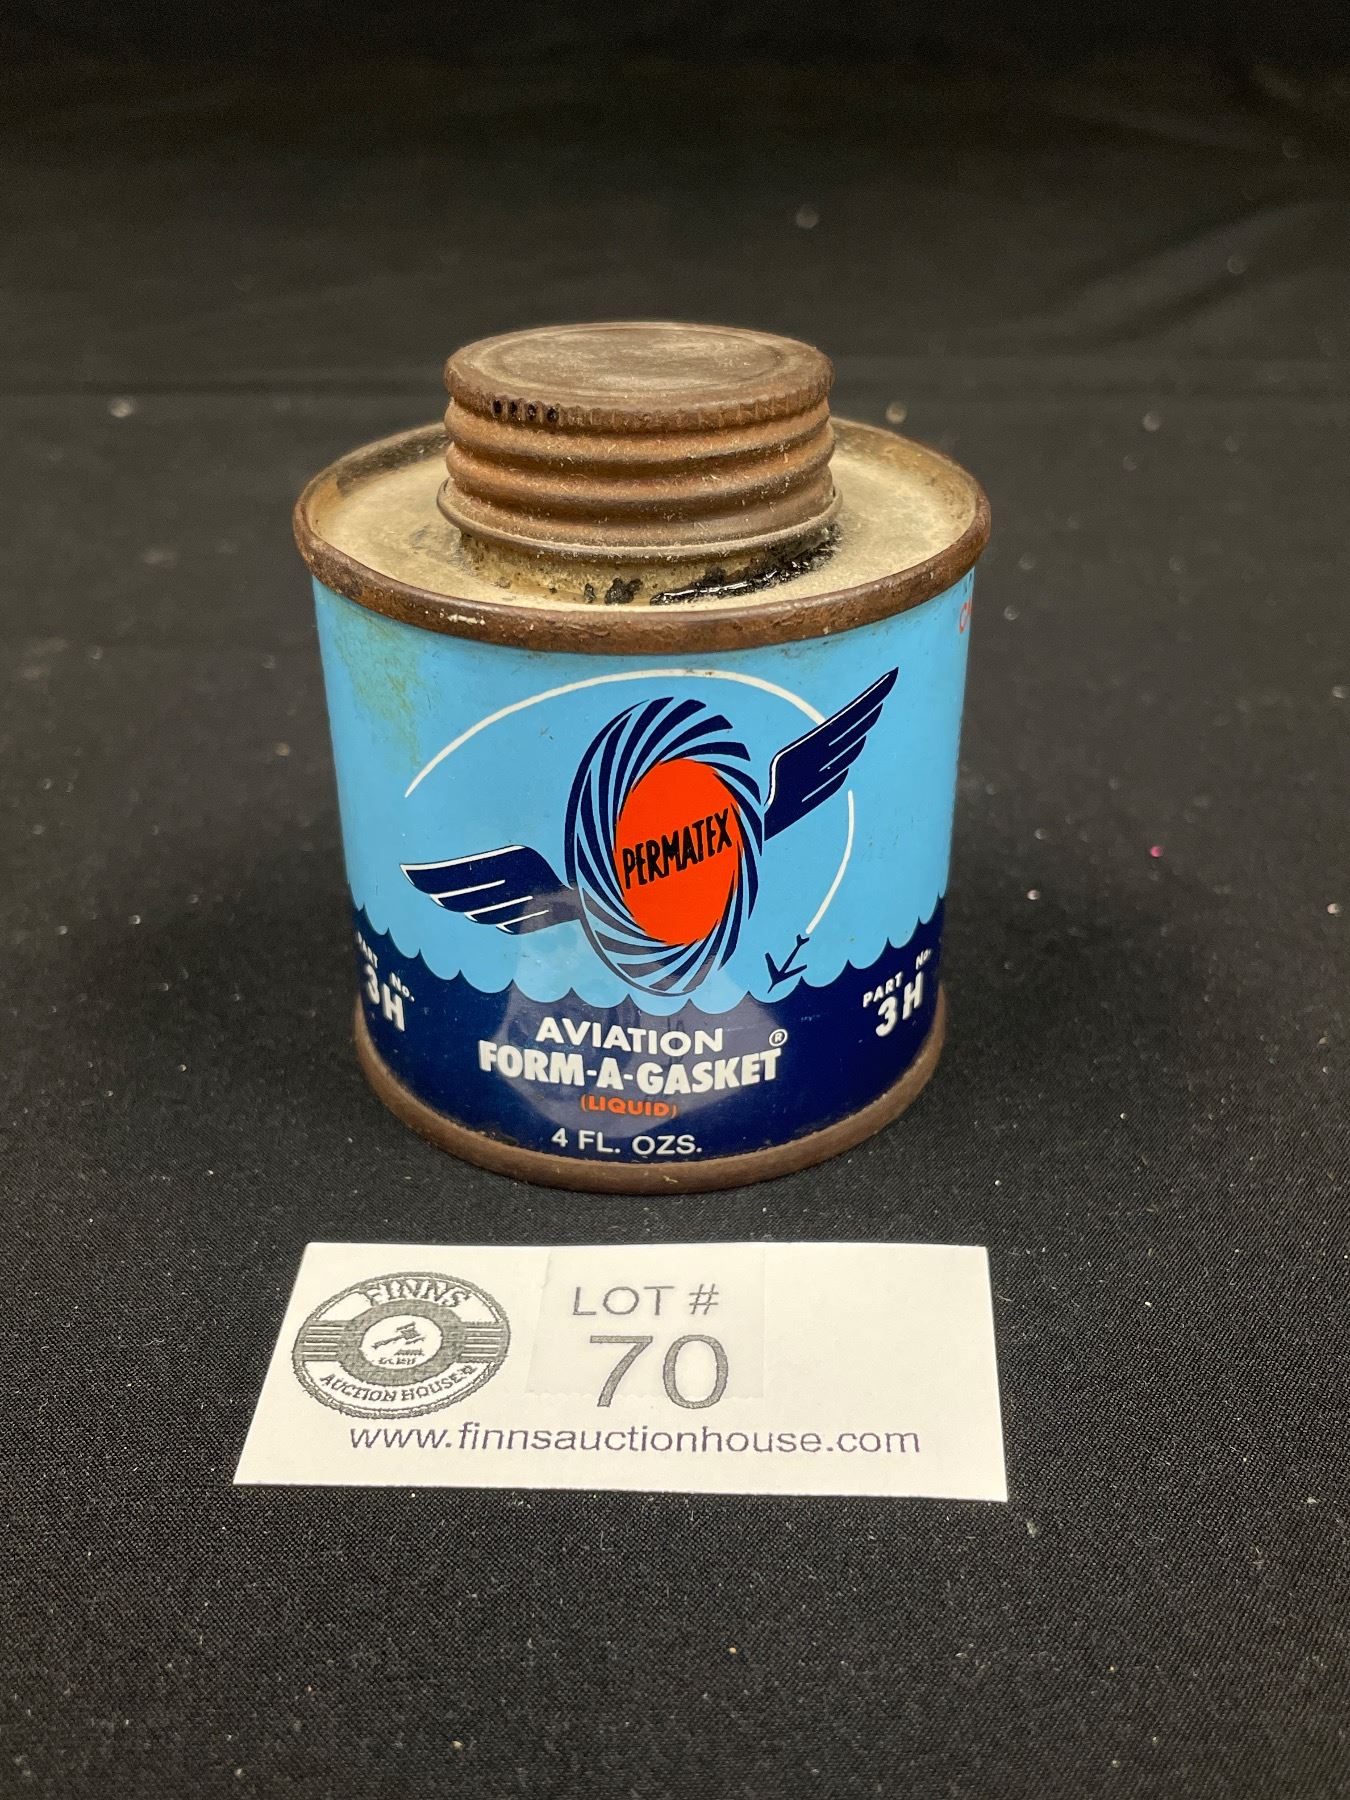 PERMATEX
PART No.
3H
PART No.
3H
AVIATION
FORM-A-GASKET®
(LIQUID)
4 FL. OZS.
FINNS
AUCTION HOUSE
LOT #
70
www.finnsauctionhouse.com